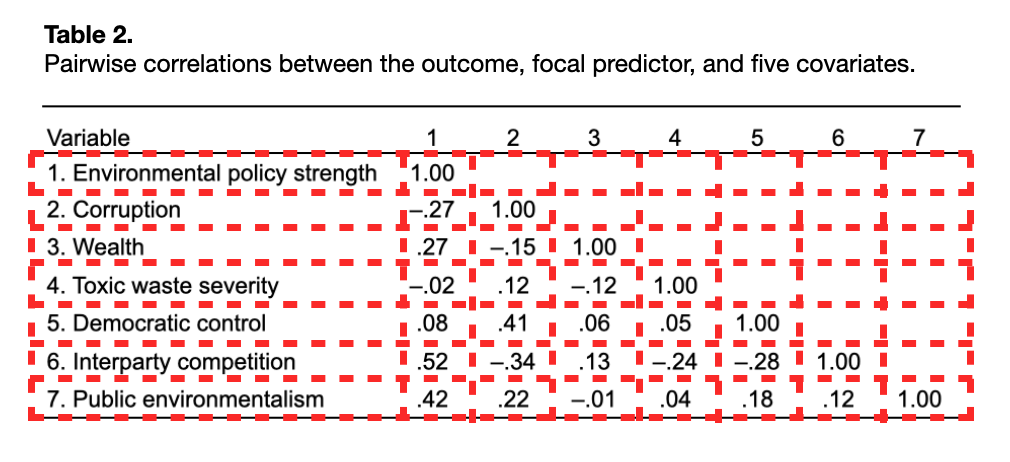 Table 2.
Pairwise correlations between the outcome, focal predictor, and five covariates.
Variable 1 2 3 4 5 6 7
1. Environmental policy strength 1.00
2. Corruption –.27 1.00
3. Wealth .27 –.15 1.00
4. Toxic waste severity –.02 .12 –.12 1.00
5. Democratic control .08 .41 .06 .05 1.00
6. Interparty competition .52 –.34 .13 –.24 –.28 1.00
7. Public environmentalism .42 .22 –.01 .04 .18 .12 1.00